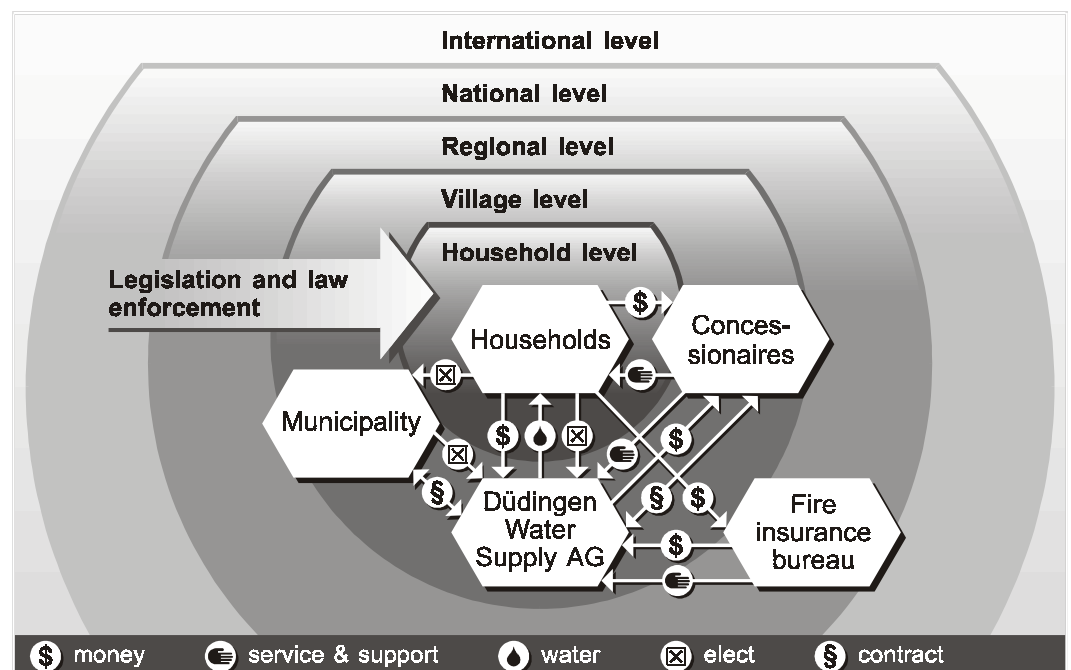 International level
National level
Regional level
Village level
Household level
Legislation and law
enforcement
$
Households
Conces-
sionaires
Municipality
$
$
§
Düdingen
Water
Supply AG
§
$
$
Fire
insurance
bureau
$ money
service & support
water
elect
§ contract